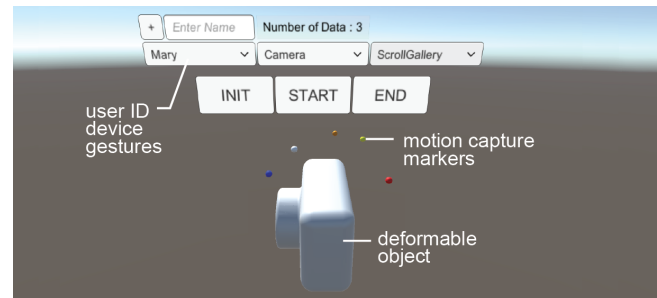 + Enter Name Number of Data : 3
Mary Camera ScrollGallery
INIT START END
user ID
device
gestures
motion capture
markers
deformable
object